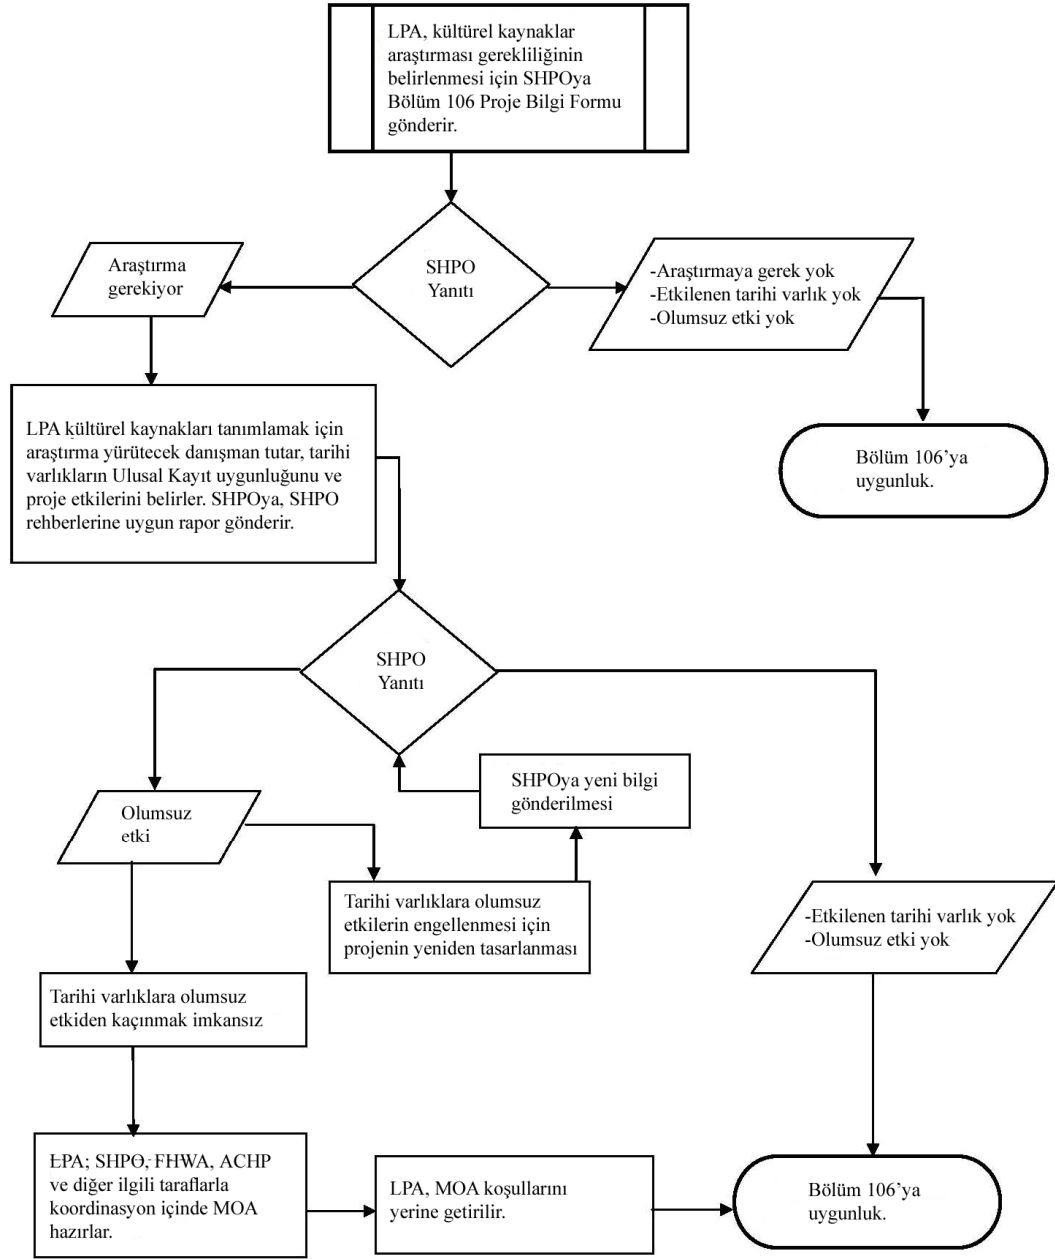 LPA, kültürel kaynaklar
araştırması gerekliliğinin
belirlenmesi için SHPOya
Bölüm 106 Proje Bilgi Formu
gönderir.
SHPO
Yanıtı
Araştırma
gerekiyor
-Araştırmaya gerek yok
-Etkilenen tarihi varlık yok
-Olumsuz etki yok
LPA kültürel kaynakları tanımlamak için
araştırma yürütecek danışman tutar, tarihi
varlıkların Ulusal Kayıt uygunluğunu ve
proje etkilerini belirler. SHPOya, SHPO
rehberlerine uygun rapor gönderir.
Bölüm 106’ya
uygunluk.
SHPO
Yanıtı
SHPOya yeni bilgi
gönderilmesi
Olumsuz
etki
Tarihi varlıklara olumsuz
etkilerin engellenmesi için
projenin yeniden tasarlanması
-Etkilenen tarihi varlık yok
-Olumsuz etki yok
Tarihi varlıklara olumsuz
etkiden kaçınmak imkansız
LPA; SHPO, FHWA, ACHP
ve diğer ilgili taraflarla
koordinasyon içinde MOA
hazırlar.
LPA, MOA koşullarını
yerine getirilir.
Bölüm 106’ya
uygunluk.